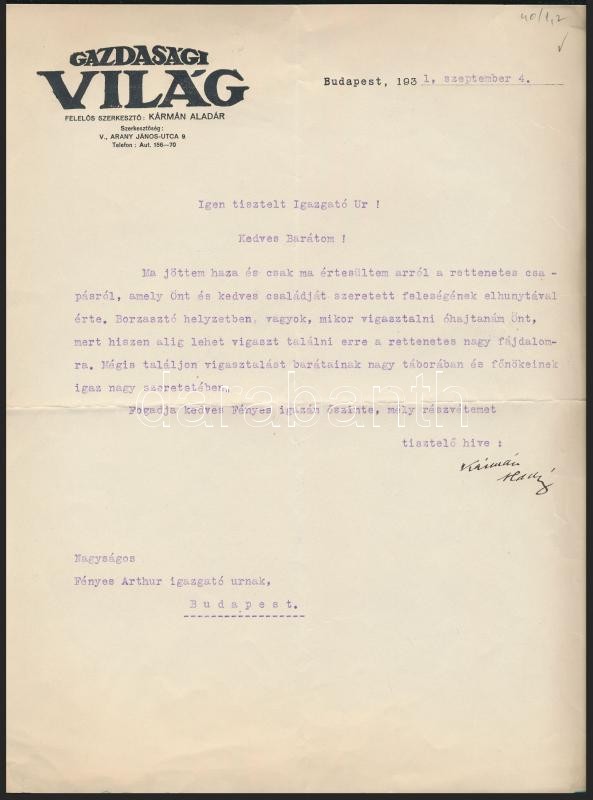 40/1,2
GAZDASÁGI
VILÁG
FELELŐS SZERKESZTŐ: KÁRMÁN ALADÁR
Szerkesztőség:
V., ARANY JÁNOS-UTCA 9
Telefon: Aut. 156—70
Budapest, 1931, szeptember 4.
Igen tisztelt Igazgató Ur !
Kedves Barátom !
Ma jöttem haza és csak ma értesültem arról a rettenetes csa -
pásról, amely Önt és kedves családját szeretett feleségének elhunytával
érte. Borzasztó helyzetben, vagyok, mikor vigasztalni óhajtanám Önt,
mert hiszen alig lehet vigaszt találni erre a rettenetes nagy fájdalom-
ra. Mégis találjon vigasztalást barátainak nagy táborában és főnökeinek
igaz nagy szeretetében.
Fogadja kedves Fényes igazán őszinte, mély részvétemet
tisztelő hive :
Kármán
Aladár
Nagyságos
Fényes Arthur igazgató urnak,
B u d a p e s t.
darabanth